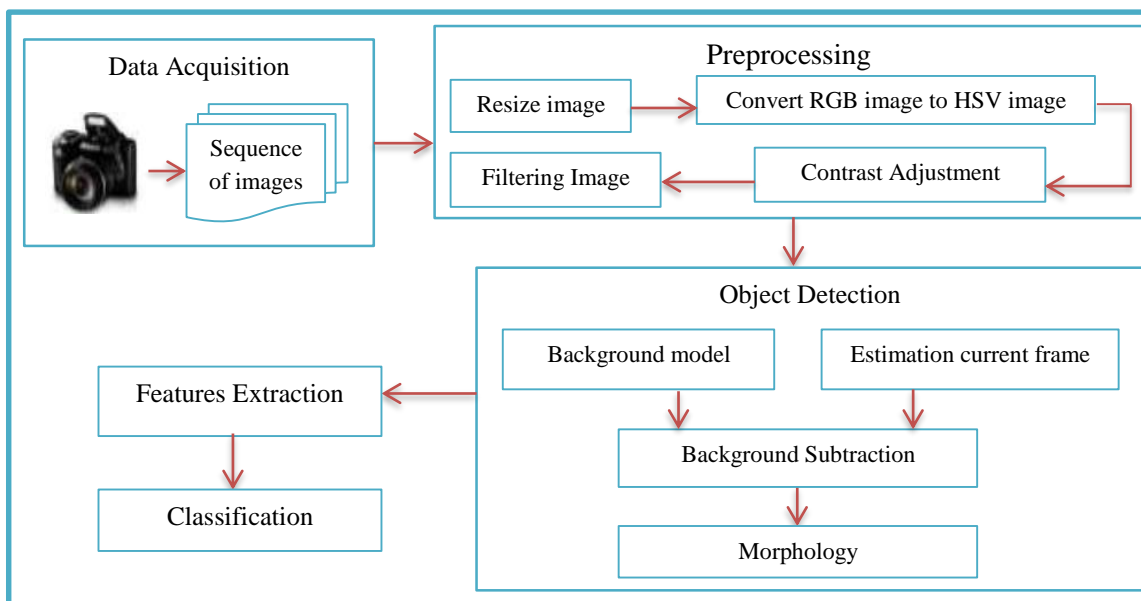 Data Acquisition
Sequence
of images
Preprocessing
Resize image
Convert RGB image to HSV image
Contrast Adjustment
Filtering Image
Object Detection
Background model
Estimation current frame
Background Subtraction
Morphology
Features Extraction
Classification